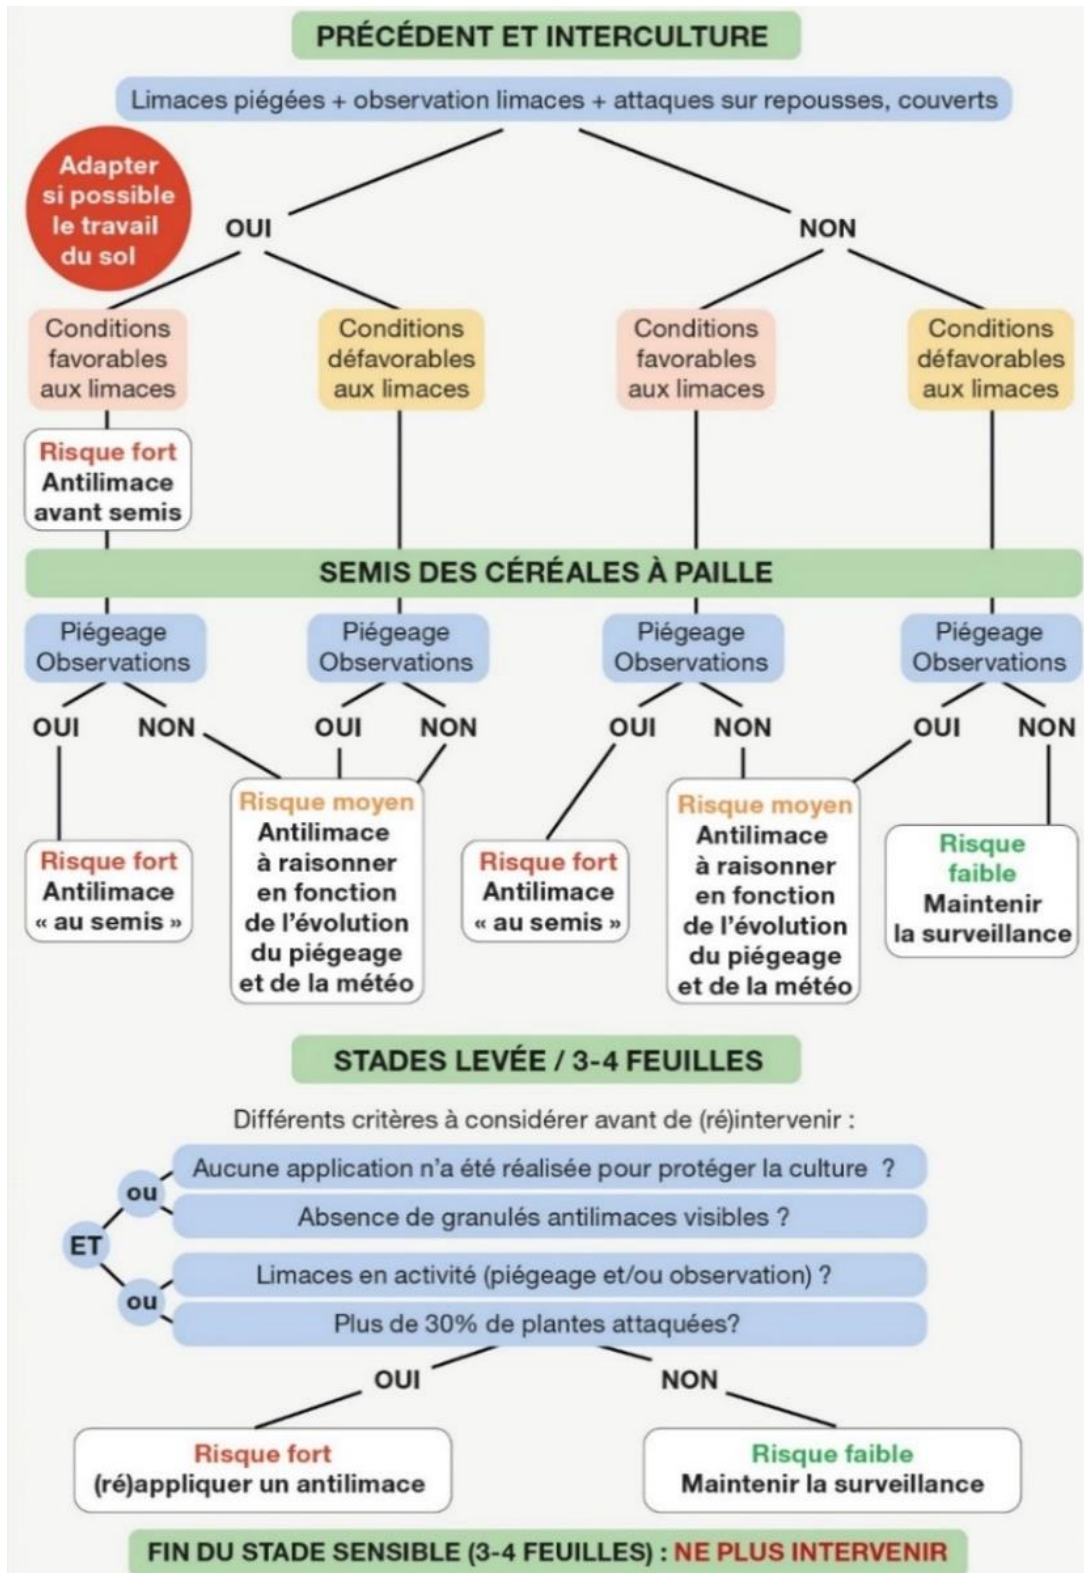 PRÉCÉDENT ET INTERCULTURE
Limaces piégées + observation limaces + attaques sur repousses, couverts
Adapter
si possible
le travail
du sol
OUI
NON
Conditions
favorables
aux limaces
Conditions
défavorables
aux limaces
Conditions
favorables
aux limaces
Conditions
défavorables
aux limaces
Risque fort
Antilimace
avant semis
SEMIS DES CÉRÉALES À PAILLE
Piégeage
Observations
Piégeage
Observations
Piégeage
Observations
Piégeage
Observations
OUI
NON
OUI
NON
OUI
NON
OUI
NON
Risque fort
Antilimace
« au semis »
Risque moyen
Antilimace
à raisonner
en fonction
de l'évolution
du piégeage
et de la météo
Risque fort
Antilimace
« au semis »
Risque moyen
Antilimace
à raisonner
en fonction
de l'évolution
du piégeage
et de la météo
Risque
faible
Maintenir
la surveillance
STADES LEVÉE / 3-4 FEUILLES
Différents critères à considérer avant de (ré)intervenir :
Aucune application n'a été réalisée pour protéger la culture ?
ou
Absence de granulés antilimaces visibles ?
ET
Limaces en activité (piégeage et/ou observation) ?
ou
Plus de 30% de plantes attaquées?
OUI
NON
Risque fort
(ré)appliquer un antilimace
Risque faible
Maintenir la surveillance
FIN DU STADE SENSIBLE (3-4 FEUILLES) : NE PLUS INTERVENIR